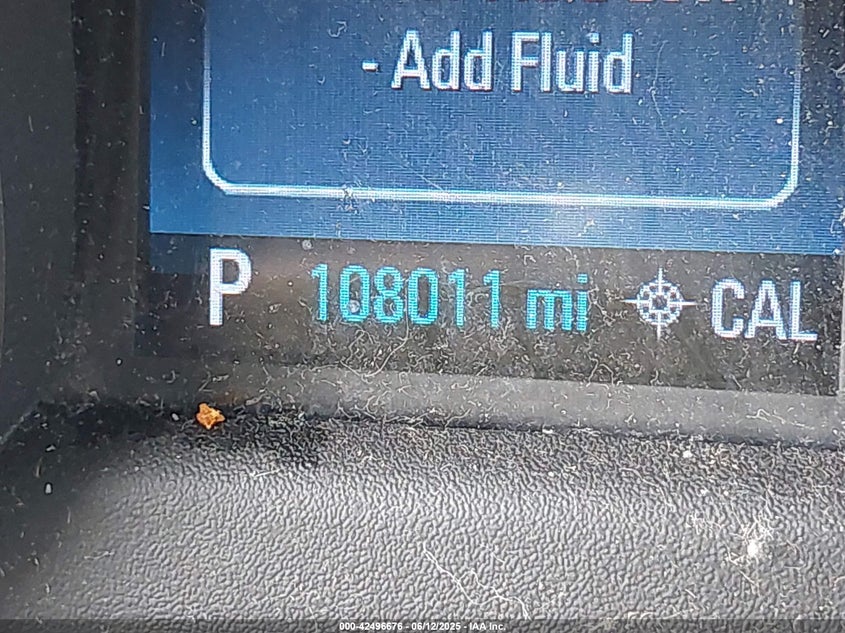 - Add Fluid
P 108011 mi CAL
000-42496676 - 06/12/2025 - IAA Inc.